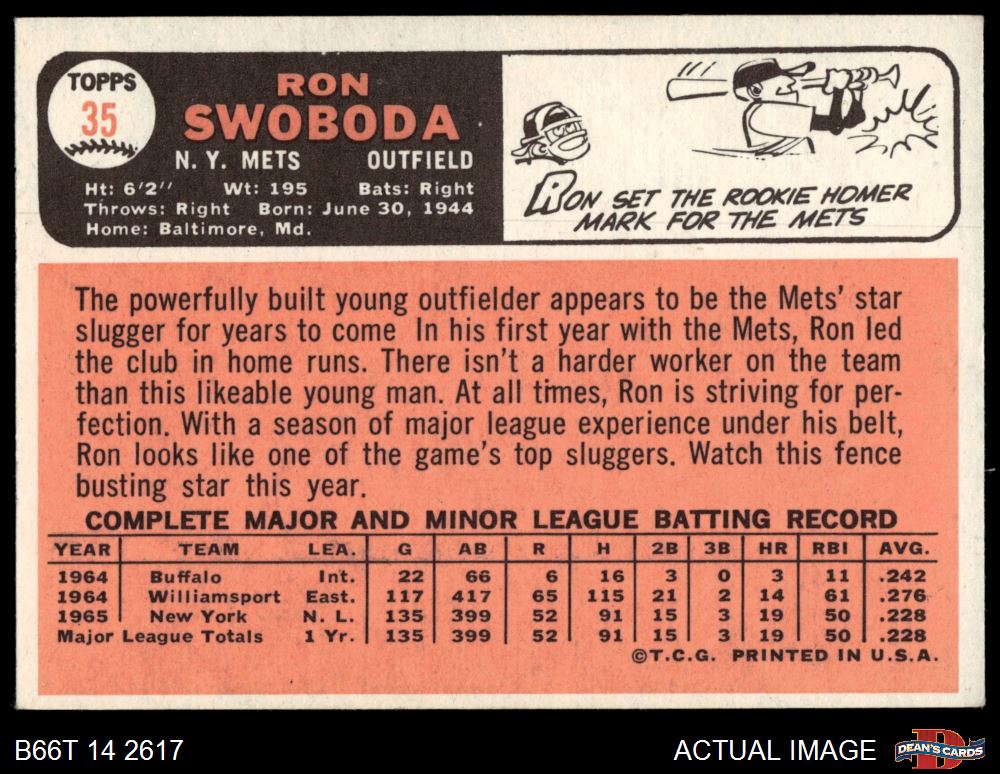 TOPPS
35
RON
SWOBODA
N. Y. METS OUTFIELD
Ht: 6'2" Wt: 195 Bats: Right
Throws: Right Born: June 30, 1944
Home: Baltimore, Md.
RON SET THE ROOKIE HOMER
MARK FOR THE METS
The powerfully built young outfielder appears to be the Mets' star
slugger for years to come In his first year with the Mets, Ron led
the club in home runs. There isn't a harder worker on the team
than this likeable young man. At all times, Ron is striving for per-
fection. With a season of major league experience under his belt,
Ron looks like one of the game's top sluggers. Watch this fence
busting star this year.
COMPLETE MAJOR AND MINOR LEAGUE BATTING RECORD
YEAR TEAM LEA. G AB R H 2B 3B HR RBI AVG.
1964 Buffalo Int. 22 66 6 16 3 0 3 11 .242
1964 Williamsport East. 117 417 65 115 21 2 14 61 .276
1965 New York N. L. 135 399 52 91 15 3 19 50 .228
Major League Totals 1 Yr. 135 399 52 91 15 3 19 50 .228
©T.C.G. PRINTED IN U.S.A.
B66T 14 2617 ACTUAL IMAGE DEAN'S CARDS